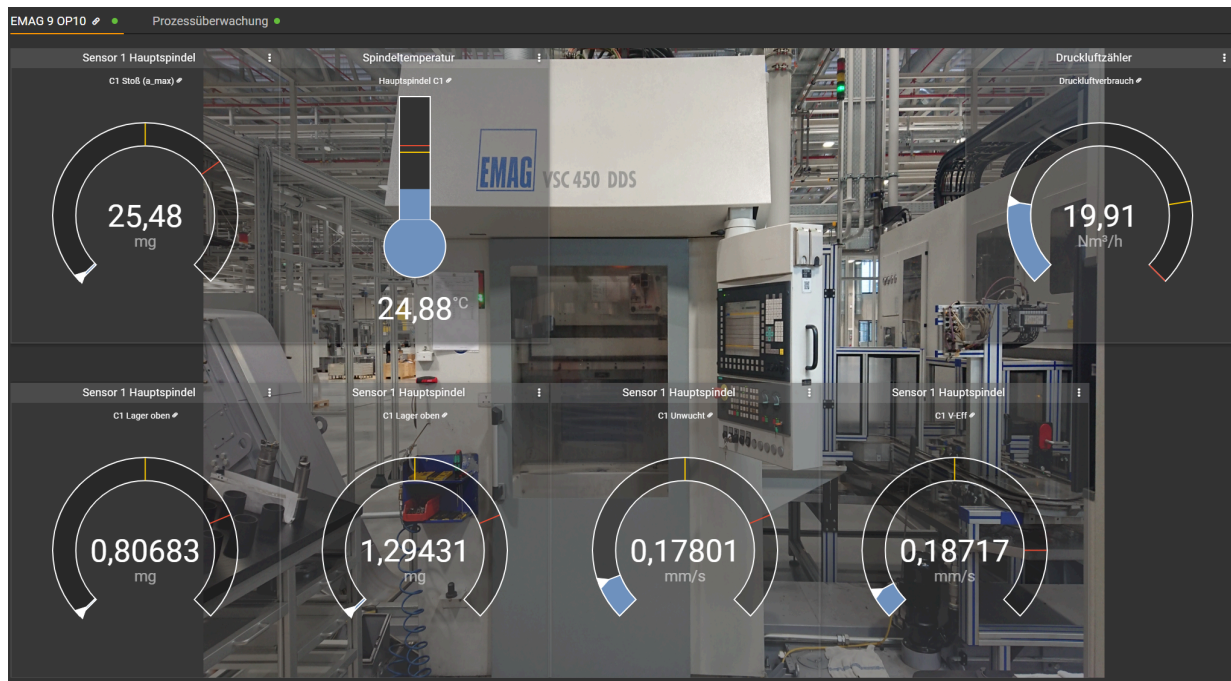 EMAG 9 OP10
Prozessüberwachung
Sensor 1 Hauptspindel
C1 Stoß (a_max)
25,48
mg
Spindeltemperatur
Hauptspindel C1
24,88 °C
EMAG
VSC 450 DDS
Druckluftzähler
Druckluftverbrauch
19,91
Nm³/h
Sensor 1 Hauptspindel
C1 Lager oben
0,80683
mg
Sensor 1 Hauptspindel
C1 Lager oben
1,29431
mg
Sensor 1 Hauptspindel
C1 Unwucht
0,17801
mm/s
Sensor 1 Hauptspindel
C1 V-Eff
0,18717
mm/s